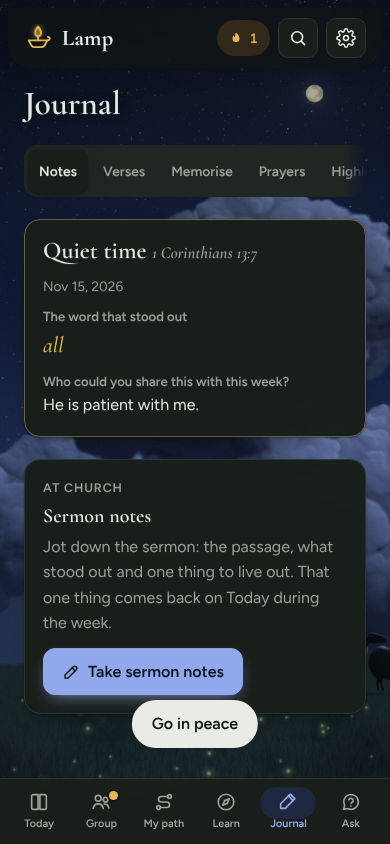 Lamp
1
Journal
Notes
Verses
Memorise
Prayers
High
Quiet time 1 Corinthians 13:7
Nov 15, 2026
The word that stood out
all
Who could you share this with this week?
He is patient with me.
AT CHURCH
Sermon notes
Jot down the sermon: the passage, what
stood out and one thing to live out. That
one thing comes back on Today during
the week.
Take sermon notes
Go in peace
Today
Group
My path
Learn
Journal
Ask